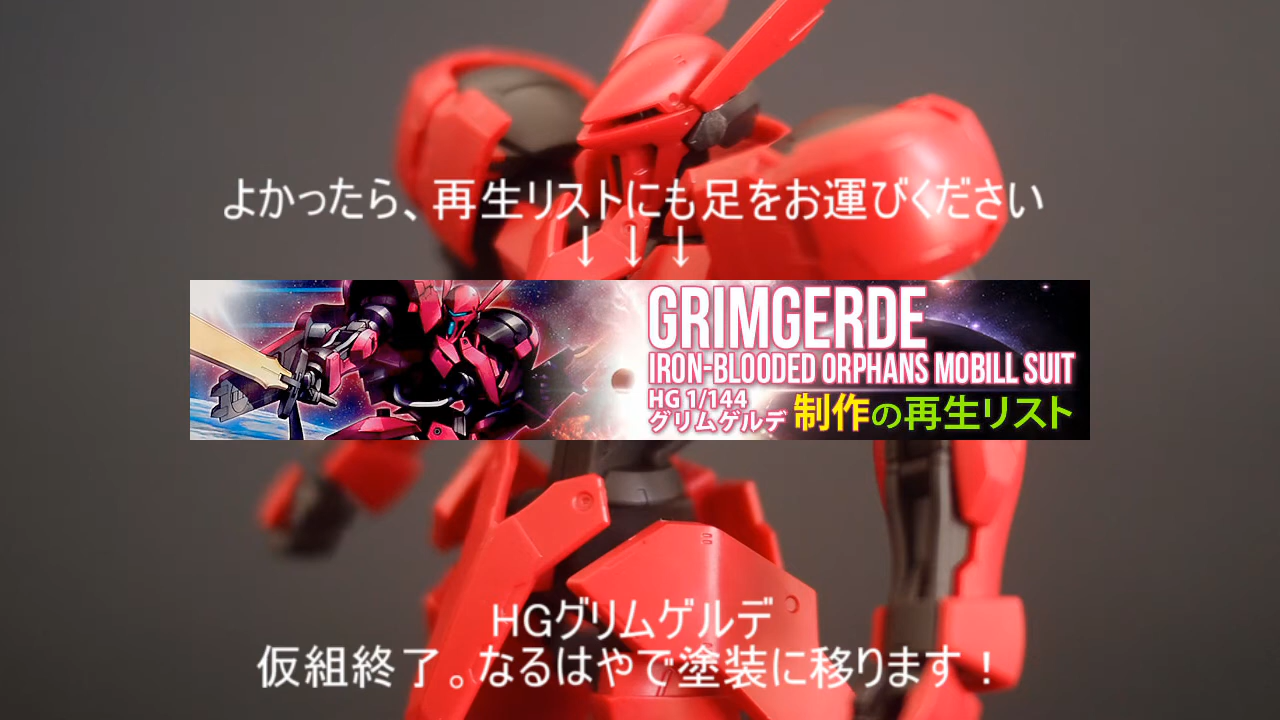 よかったら、再生リストにも足をお運びください
↓ ↓ ↓
GRIMGERDE
IRON-BLOODED ORPHANS MOBILL SUIT
HG 1/144
グリムゲルデ 制作の再生リスト
HGグリムゲルデ
仮組終了。なるはやで塗装に移ります！